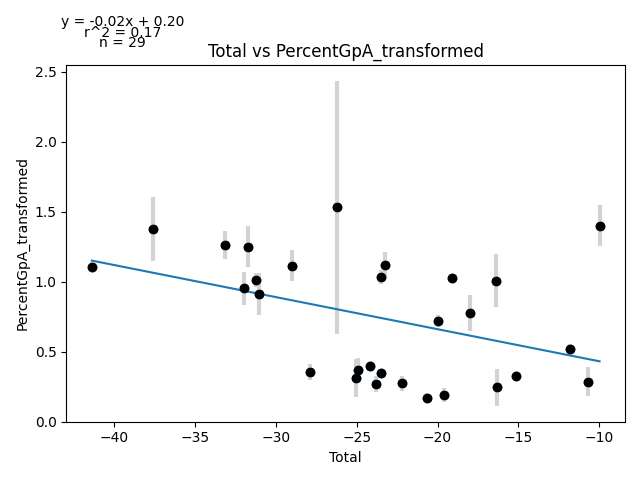 y = -0.02x + 0.20
r^2 = 0.17
n = 29
Total vs PercentGpA_transformed
PercentGpA_transformed
2.5
2.0
1.5
1.0
0.5
0.0
−40
−35
−30
−25
−20
−15
−10
Total